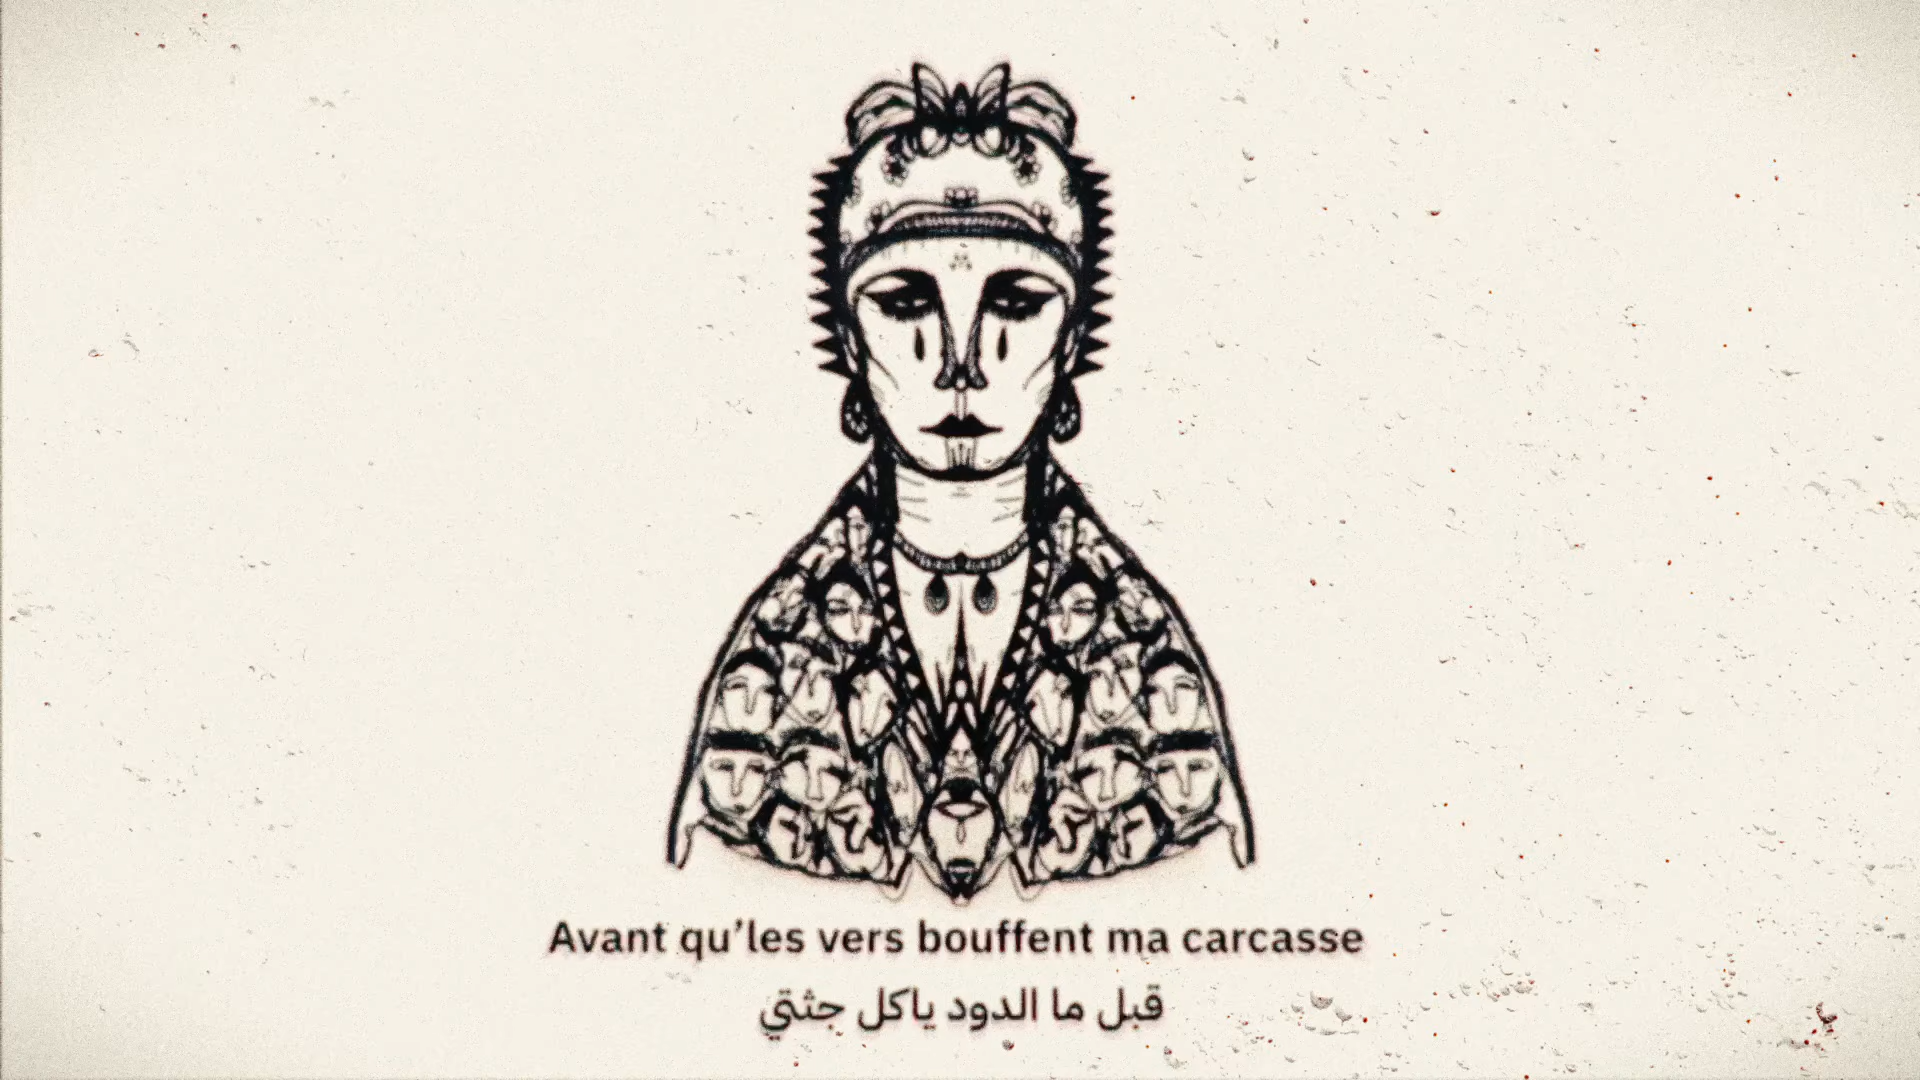 Avant qu’les vers bouffent ma carcasse
قبل ما الدود ياكل جثتي